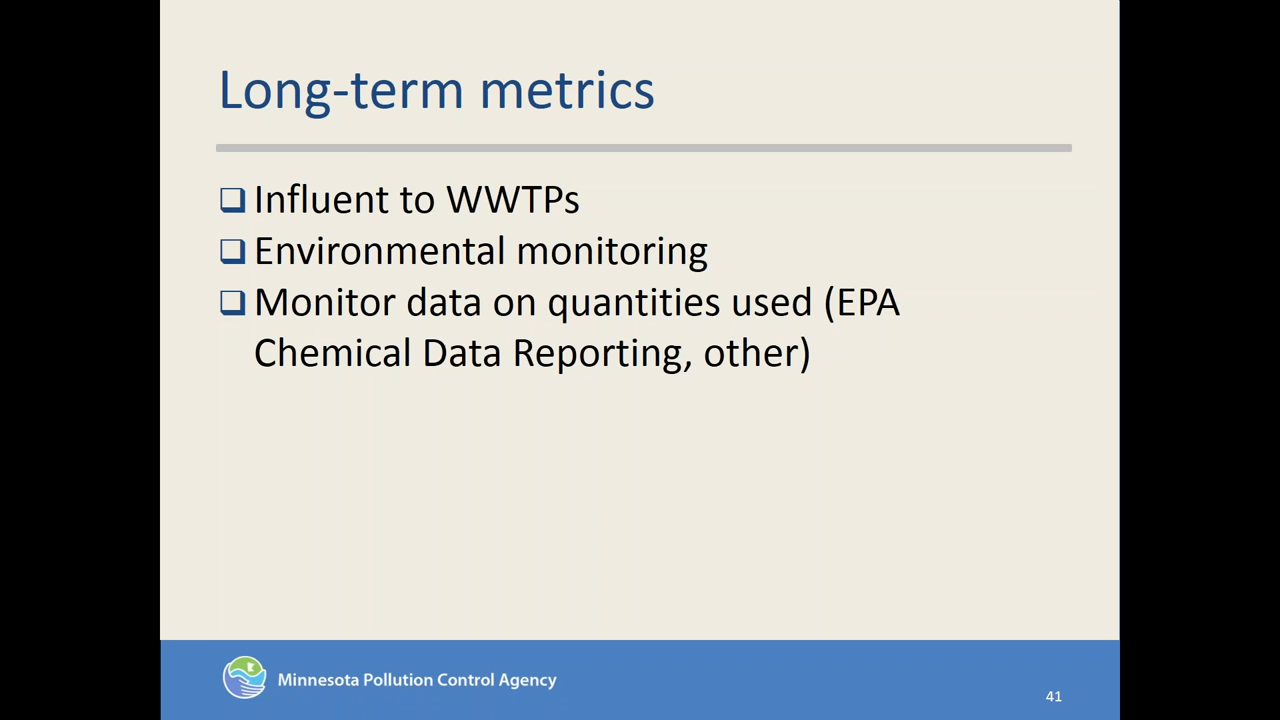 Long-term metrics
❑ Influent to WWTPs
❑ Environmental monitoring
❑ Monitor data on quantities used (EPA
Chemical Data Reporting, other)
Minnesota Pollution Control Agency
41